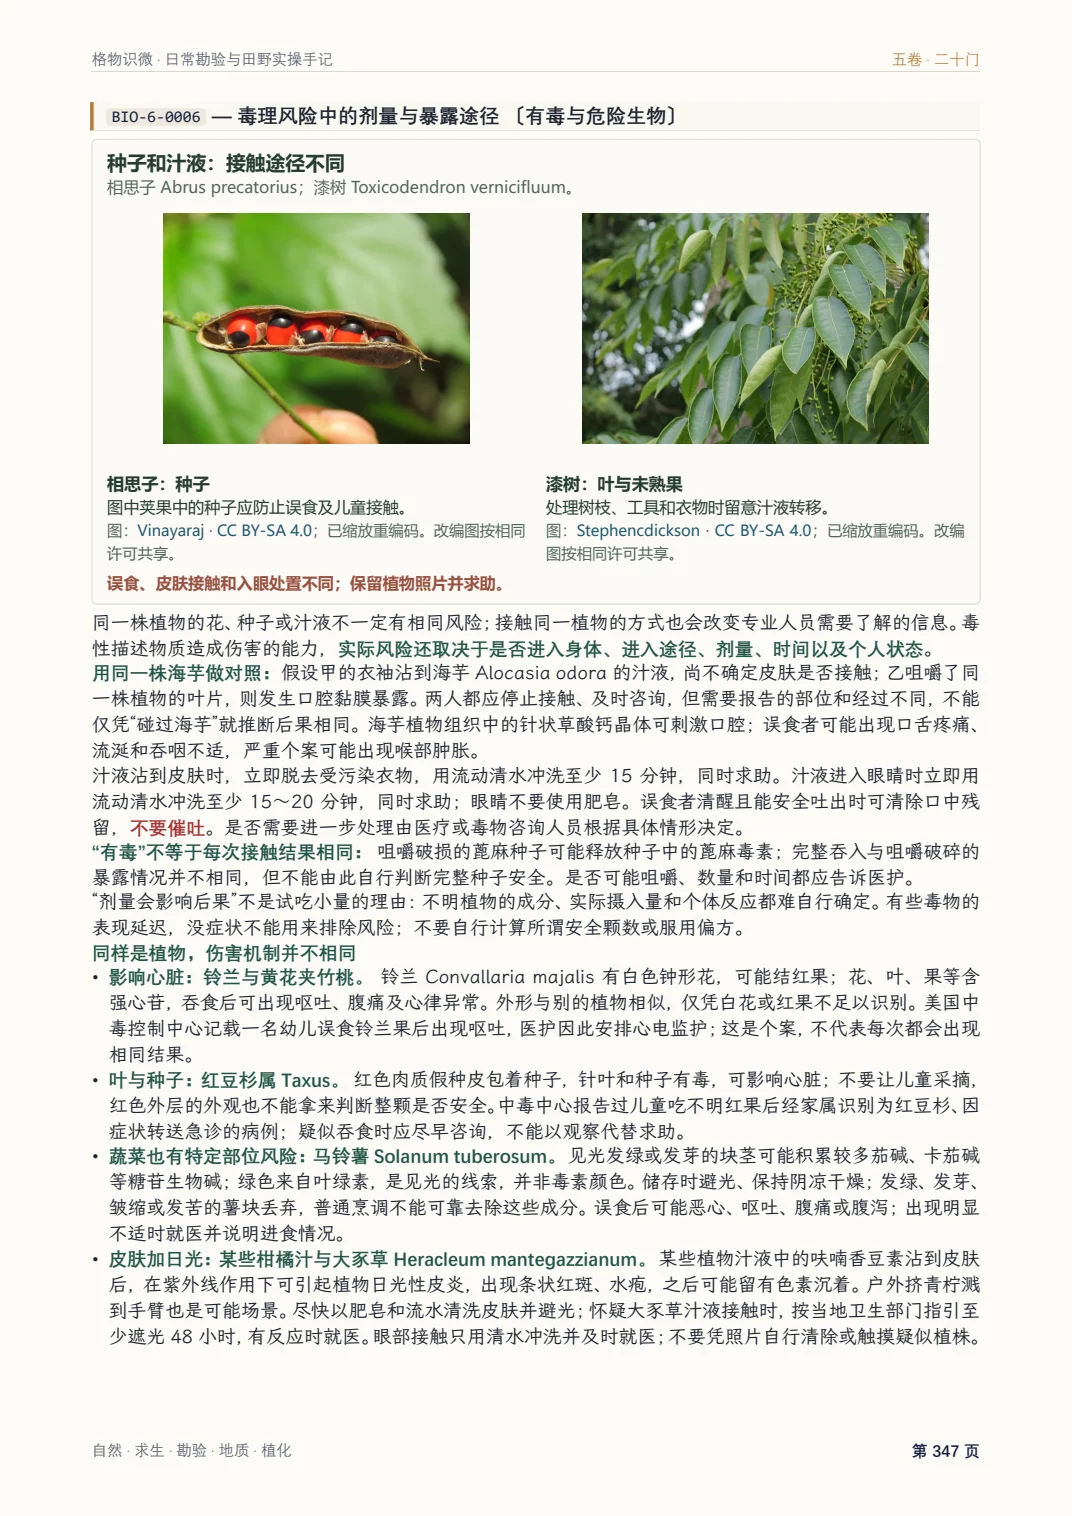 格物识微 · 日常勘验与田野实操手记
五卷 · 二十门
BIO-6-0006 — 毒理风险中的剂量与暴露途径 〔有毒与危险生物〕
种子和汁液：接触途径不同
相思子 Abrus precatorius；漆树 Toxicodendron vernicifluum。
相思子：种子
图中荚果中的种子应防止误食及儿童接触。
图：Vinayaraj · CC BY-SA 4.0；已缩放重编码。改编图按相同
许可共享。
漆树：叶与未熟果
处理树枝、工具和衣物时留意汁液转移。
图：Stephencdickson · CC BY-SA 4.0；已缩放重编码。改编
图按相同许可共享。
误食、皮肤接触和入眼处置不同；保留植物照片并求助。
同一株植物的花、种子或汁液不一定有相同风险；接触同一植物的方式也会改变专业人员需要了解的信息。毒
性描述物质造成伤害的能力，实际风险还取决于是否进入身体、进入途径、剂量、时间以及个人状态。
用同一株海芋做对照：假设甲的衣袖沾到海芋 Alocasia odora 的汁液，尚不确定皮肤是否接触；乙咀嚼了同
一株植物的叶片，则发生口腔黏膜暴露。两人都应停止接触、及时咨询，但需要报告的部位和经过不同，不能
仅凭“碰过海芋”就推断后果相同。海芋植物组织中的针状草酸钙晶体可刺激口腔；误食者可能出现口舌疼痛、
流涎和吞咽不适，严重个案可能出现喉部肿胀。
汁液沾到皮肤时，立即脱去受污染衣物，用流动清水冲洗至少 15 分钟，同时求助。汁液进入眼睛时立即用
流动清水冲洗至少 15～20 分钟，同时求助；眼睛不要使用肥皂。误食者清醒且能安全吐出时可清除口中残
留，不要催吐。是否需要进一步处理由医疗或毒物咨询人员根据具体情形决定。
“有毒”不等于每次接触结果相同：咀嚼破损的蓖麻种子可能释放种子中的蓖麻毒素；完整吞入与咀嚼破碎的
暴露情况并不相同，但不能由此自行判断完整种子安全。是否可能咀嚼、数量和时间都应告诉医护。
“剂量会影响后果”不是试吃小量的理由：不明植物的成分、实际摄入量和个体反应都难自行确定。有些毒物的
表现延迟，没症状不能用来排除风险；不要自行计算所谓安全颗数或服用偏方。
同样是植物，伤害机制并不相同
• 影响心脏：铃兰与黄花夹竹桃。 铃兰 Convallaria majalis 有白色钟形花，可能结红果；花、叶、果等含
强心苷，吞食后可出现呕吐、腹痛及心律异常。外形与别的植物相似，仅凭白花或红果不足以识别。美国中
毒控制中心记载一名幼儿误食铃兰果后出现呕吐，医护因此安排心电监护；这是个案，不代表每次都会出现
相同结果。
• 叶与种子：红豆杉属 Taxus。 红色肉质假种皮包着种子，针叶和种子有毒，可影响心脏；不要让儿童采摘，
红色外层的外观也不能拿来判断整颗是否安全。中毒中心报告过儿童吃不明红果后经家属识别为红豆杉、因
症状转送急诊的病例；疑似吞食时应尽早咨询，不能以观察代替求助。
• 蔬菜也有特定部位风险：马铃薯 Solanum tuberosum。 见光发绿或发芽的块茎可能积累较多茄碱、卡茄碱
等糖苷生物碱；绿色来自叶绿素，是见光的线索，并非毒素颜色。储存时避光、保持阴凉干燥；发绿、发芽、
皱缩或发苦的薯块丢弃，普通烹调不能可靠去除这些成分。误食后可能恶心、呕吐、腹痛或腹泻；出现明显
不适时就医并说明进食情况。
• 皮肤加日光：某些柑橘汁与大豕草 Heracleum mantegazzianum。 某些植物汁液中的呋喃香豆素沾到皮肤
后，在紫外线作用下可引起植物日光性皮炎，出现条状红斑、水疱，之后可能留有色素沉着。户外挤青柠溅
到手臂也是可能场景。尽快以肥皂和流水清洗皮肤并避光；怀疑大豕草汁液接触时，按当地卫生部门指引至
少遮光 48 小时，有反应时就医。眼部接触只用清水冲洗并及时就医；不要凭照片自行清除或触摸疑似植株。
自然 · 求生 · 勘验 · 地质 · 植化
第 347 页